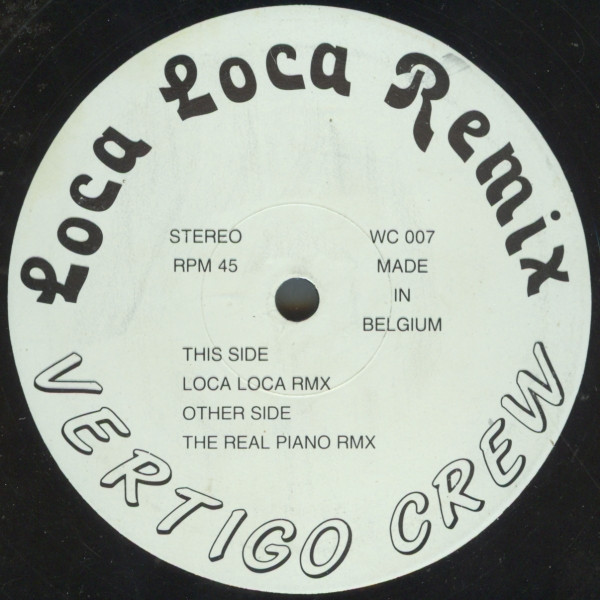 Loca Loca Remix
STEREO
RPM 45
WC 007
MADE
IN
BELGIUM
THIS SIDE
LOCA LOCA RMX
OTHER SIDE
THE REAL PIANO RMX
VERTIGO CREW